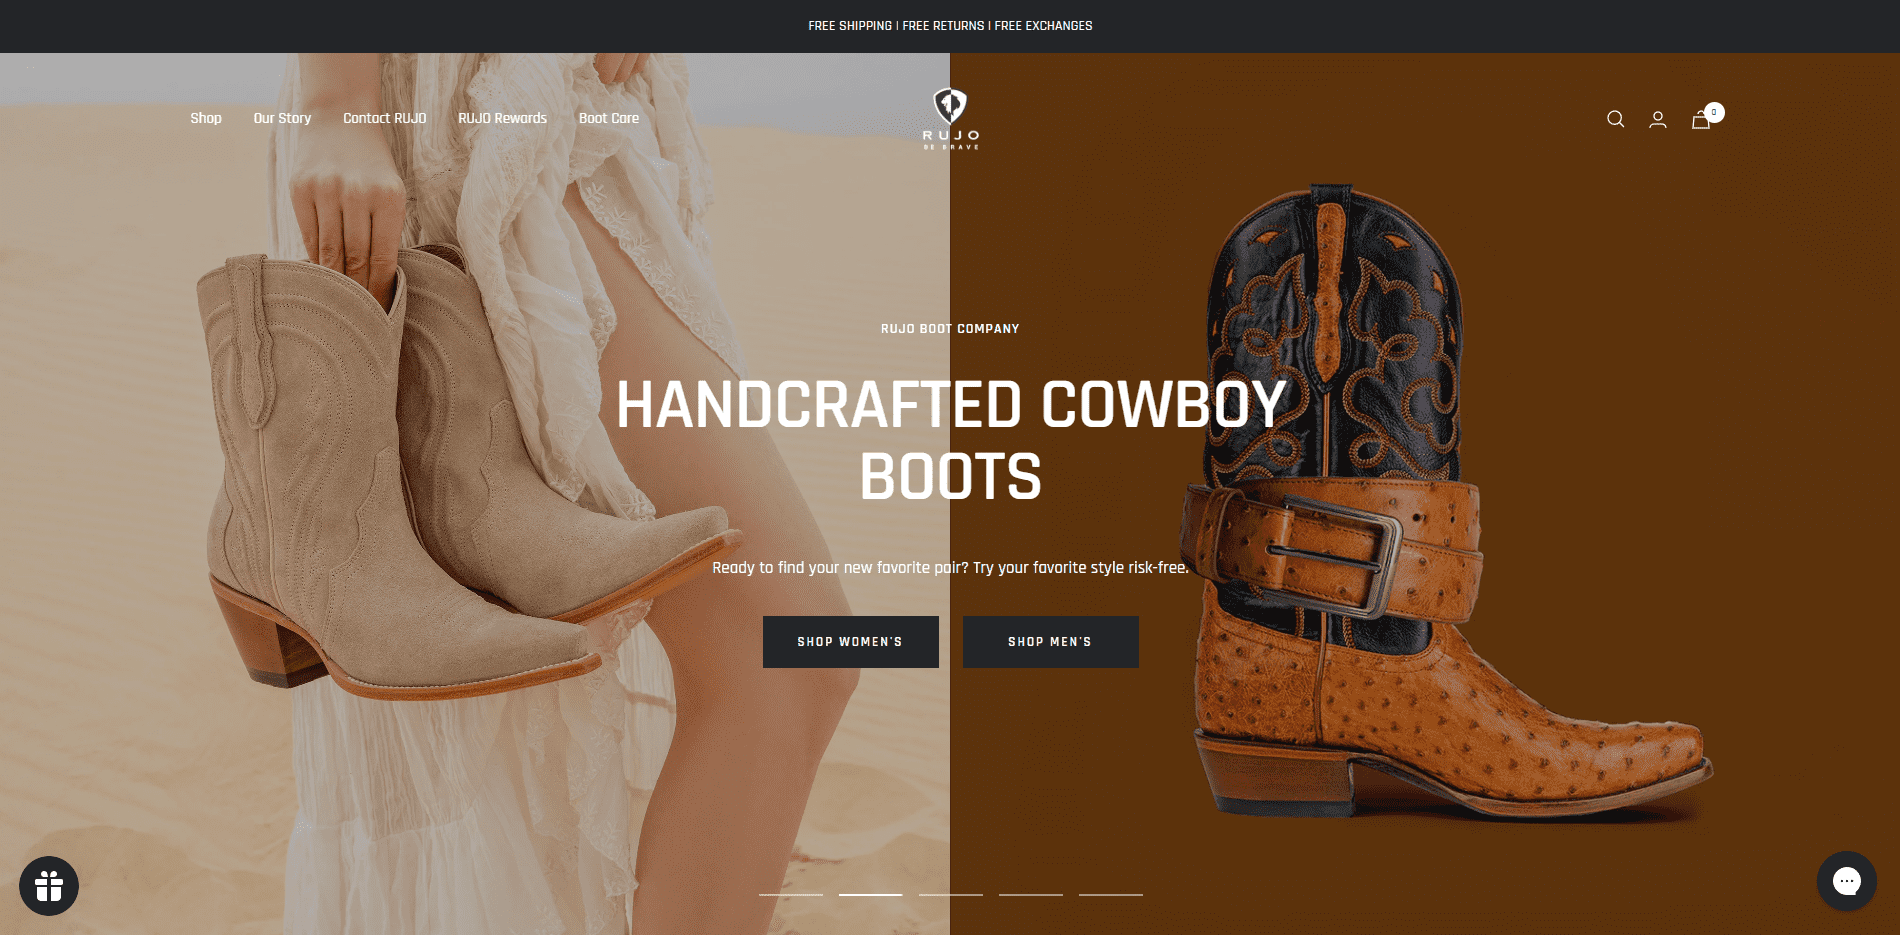 FREE SHIPPING | FREE RETURNS | FREE EXCHANGES
Shop
Our Story
Contact RUJO
RUJO Rewards
Boot Care
RUJO
BE BRAVE
0
RUJO BOOT COMPANY
HANDCRAFTED COWBOY
BOOTS
Ready to find your new favorite pair? Try your favorite style risk-free.
SHOP WOMEN'S
SHOP MEN'S